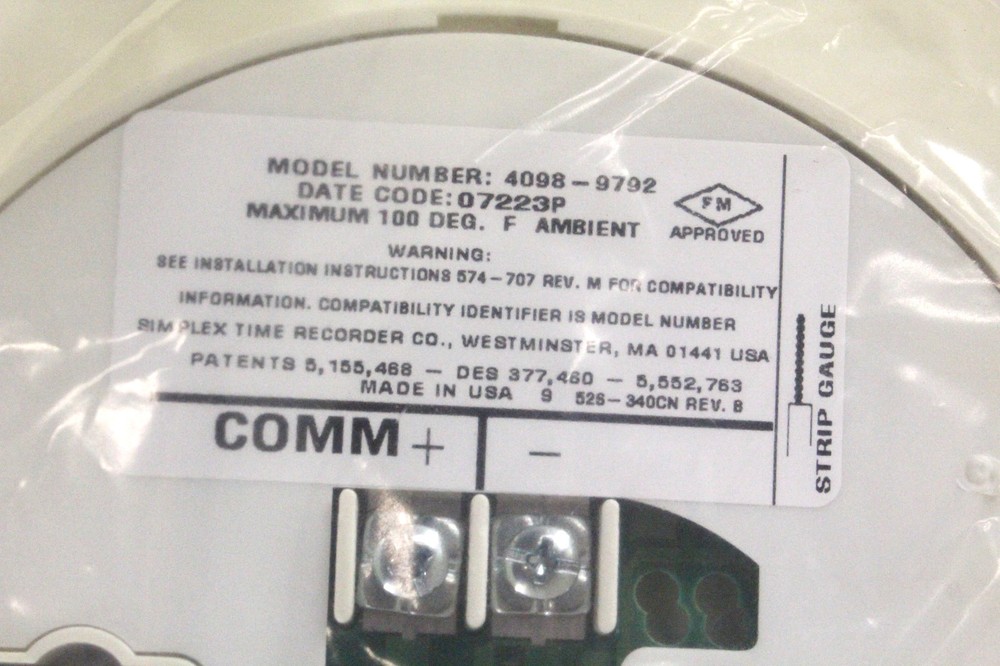 MODEL NUMBER: 4098-9792
DATE CODE: 07223P
MAXIMUM 100 DEG. F AMBIENT
FM
APPROVED
WARNING:
SEE INSTALLATION INSTRUCTIONS 574-707 REV. M FOR COMPATIBILITY
INFORMATION. COMPATIBILITY IDENTIFIER IS MODEL NUMBER
SIMPLEX TIME RECORDER CO., WESTMINSTER, MA 01441 USA
PATENTS 5,155,468 - DES 377,460 - 5,552,763
MADE IN USA 9 526-340CN REV. B
COMM + -
STRIP GAUGE